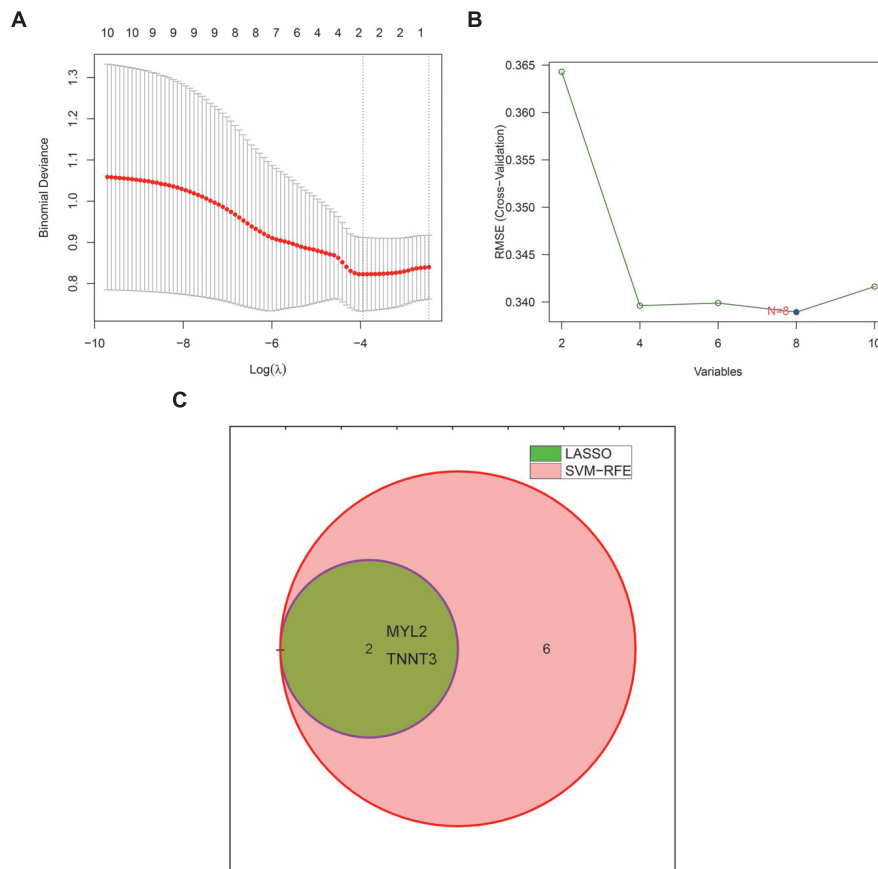 A
10 10 9 9 9 9 8 8 7 6 4 4 2 2 2 1
Binomial Deviance
1.3
1.2
1.1
1.0
0.9
0.8
−10 −8 −6 −4
Log(λ)
B
RMSE (Cross−Validation)
0.365
0.360
0.355
0.350
0.345
0.340
N=8
2 4 6 8 10
Variables
C
LASSO
SVM−RFE
MYL2
2 6
TNNT3